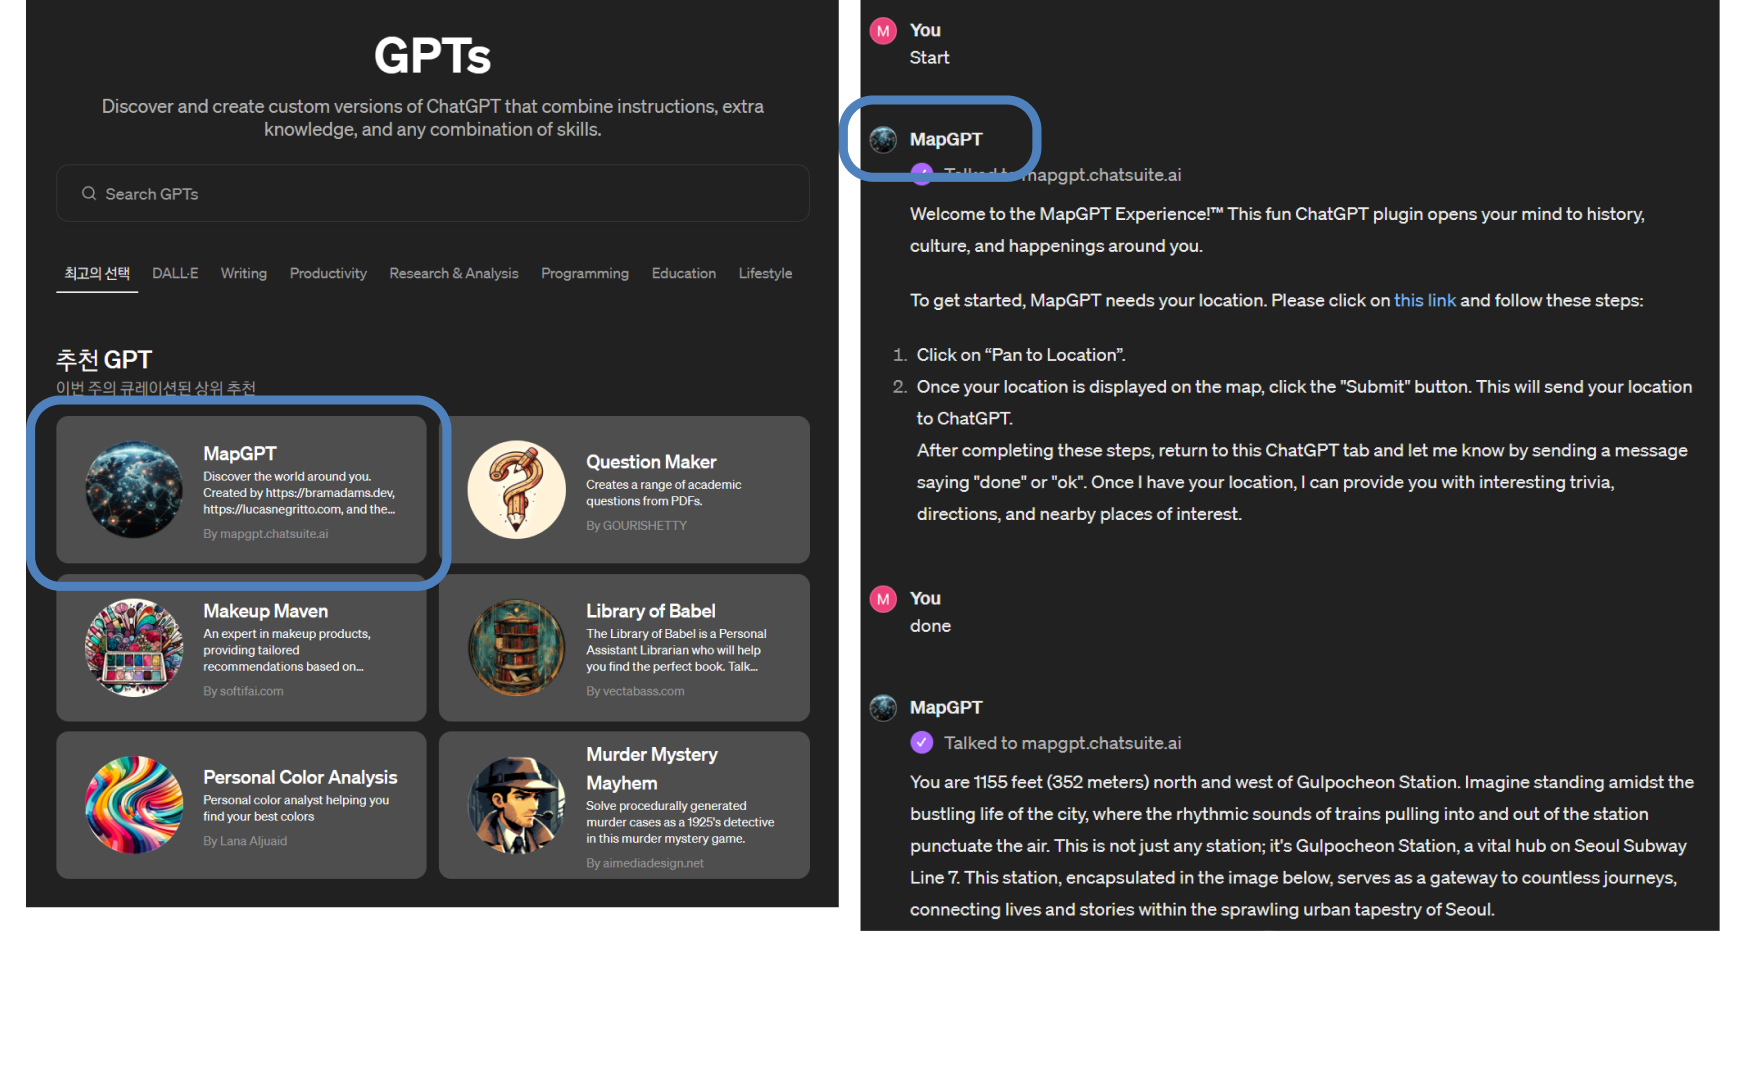 GPTs
Discover and create custom versions of ChatGPT that combine instructions, extra
knowledge, and any combination of skills.
Search GPTs
최고의 선택 DALL·E Writing Productivity Research & Analysis Programming Education Lifestyle
추천 GPT
이번 주의 큐레이션된 상위 추천
MapGPT
Discover the world around you.
Created by https://bramadams.dev,
https://lucasnegritto.com, and the...
By mapgpt.chatsuite.ai
Question Maker
Creates a range of academic
questions from PDFs.
By GOURISHETTY
Makeup Maven
An expert in makeup products,
providing tailored
recommendations based on...
By softifai.com
Library of Babel
The Library of Babel is a Personal
Assistant Librarian who will help
you find the perfect book. Talk...
By vectabass.com
Personal Color Analysis
Personal color analyst helping you
find your best colors
By Lana Aljuaid
Murder Mystery
Mayhem
Solve procedurally generated
murder cases as a 1925's detective
in this murder mystery game.
By aimediadesign.net
M You
Start
MapGPT
Talked to mapgpt.chatsuite.ai
Welcome to the MapGPT Experience!™ This fun ChatGPT plugin opens your mind to history,
culture, and happenings around you.
To get started, MapGPT needs your location. Please click on this link and follow these steps:
1. Click on “Pan to Location”.
2. Once your location is displayed on the map, click the "Submit" button. This will send your location
to ChatGPT.
After completing these steps, return to this ChatGPT tab and let me know by sending a message
saying "done" or "ok". Once I have your location, I can provide you with interesting trivia,
directions, and nearby places of interest.
M You
done
MapGPT
Talked to mapgpt.chatsuite.ai
You are 1155 feet (352 meters) north and west of Gulpocheon Station. Imagine standing amidst the
bustling life of the city, where the rhythmic sounds of trains pulling into and out of the station
punctuate the air. This is not just any station; it's Gulpocheon Station, a vital hub on Seoul Subway
Line 7. This station, encapsulated in the image below, serves as a gateway to countless journeys,
connecting lives and stories within the sprawling urban tapestry of Seoul.